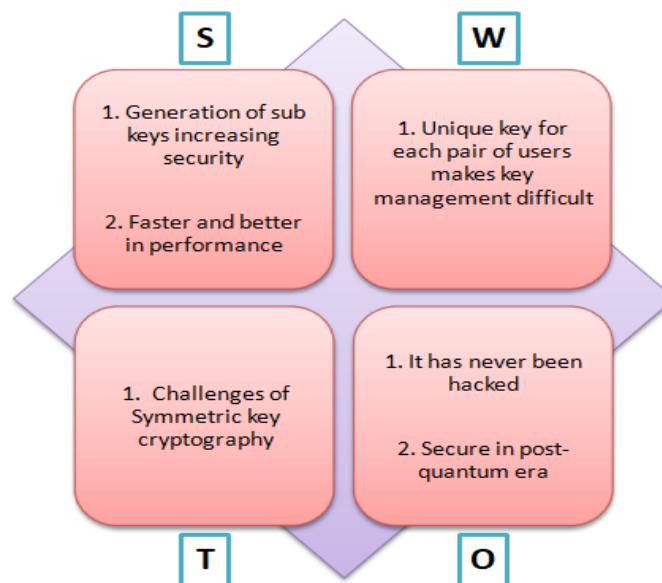 S
W
1. Generation of sub
keys increasing
security
2. Faster and better
in performance
1. Unique key for
each pair of users
makes key
management difficult
1. Challenges of
Symmetric key
cryptography
1. It has never been
hacked
2. Secure in post-
quantum era
T
O